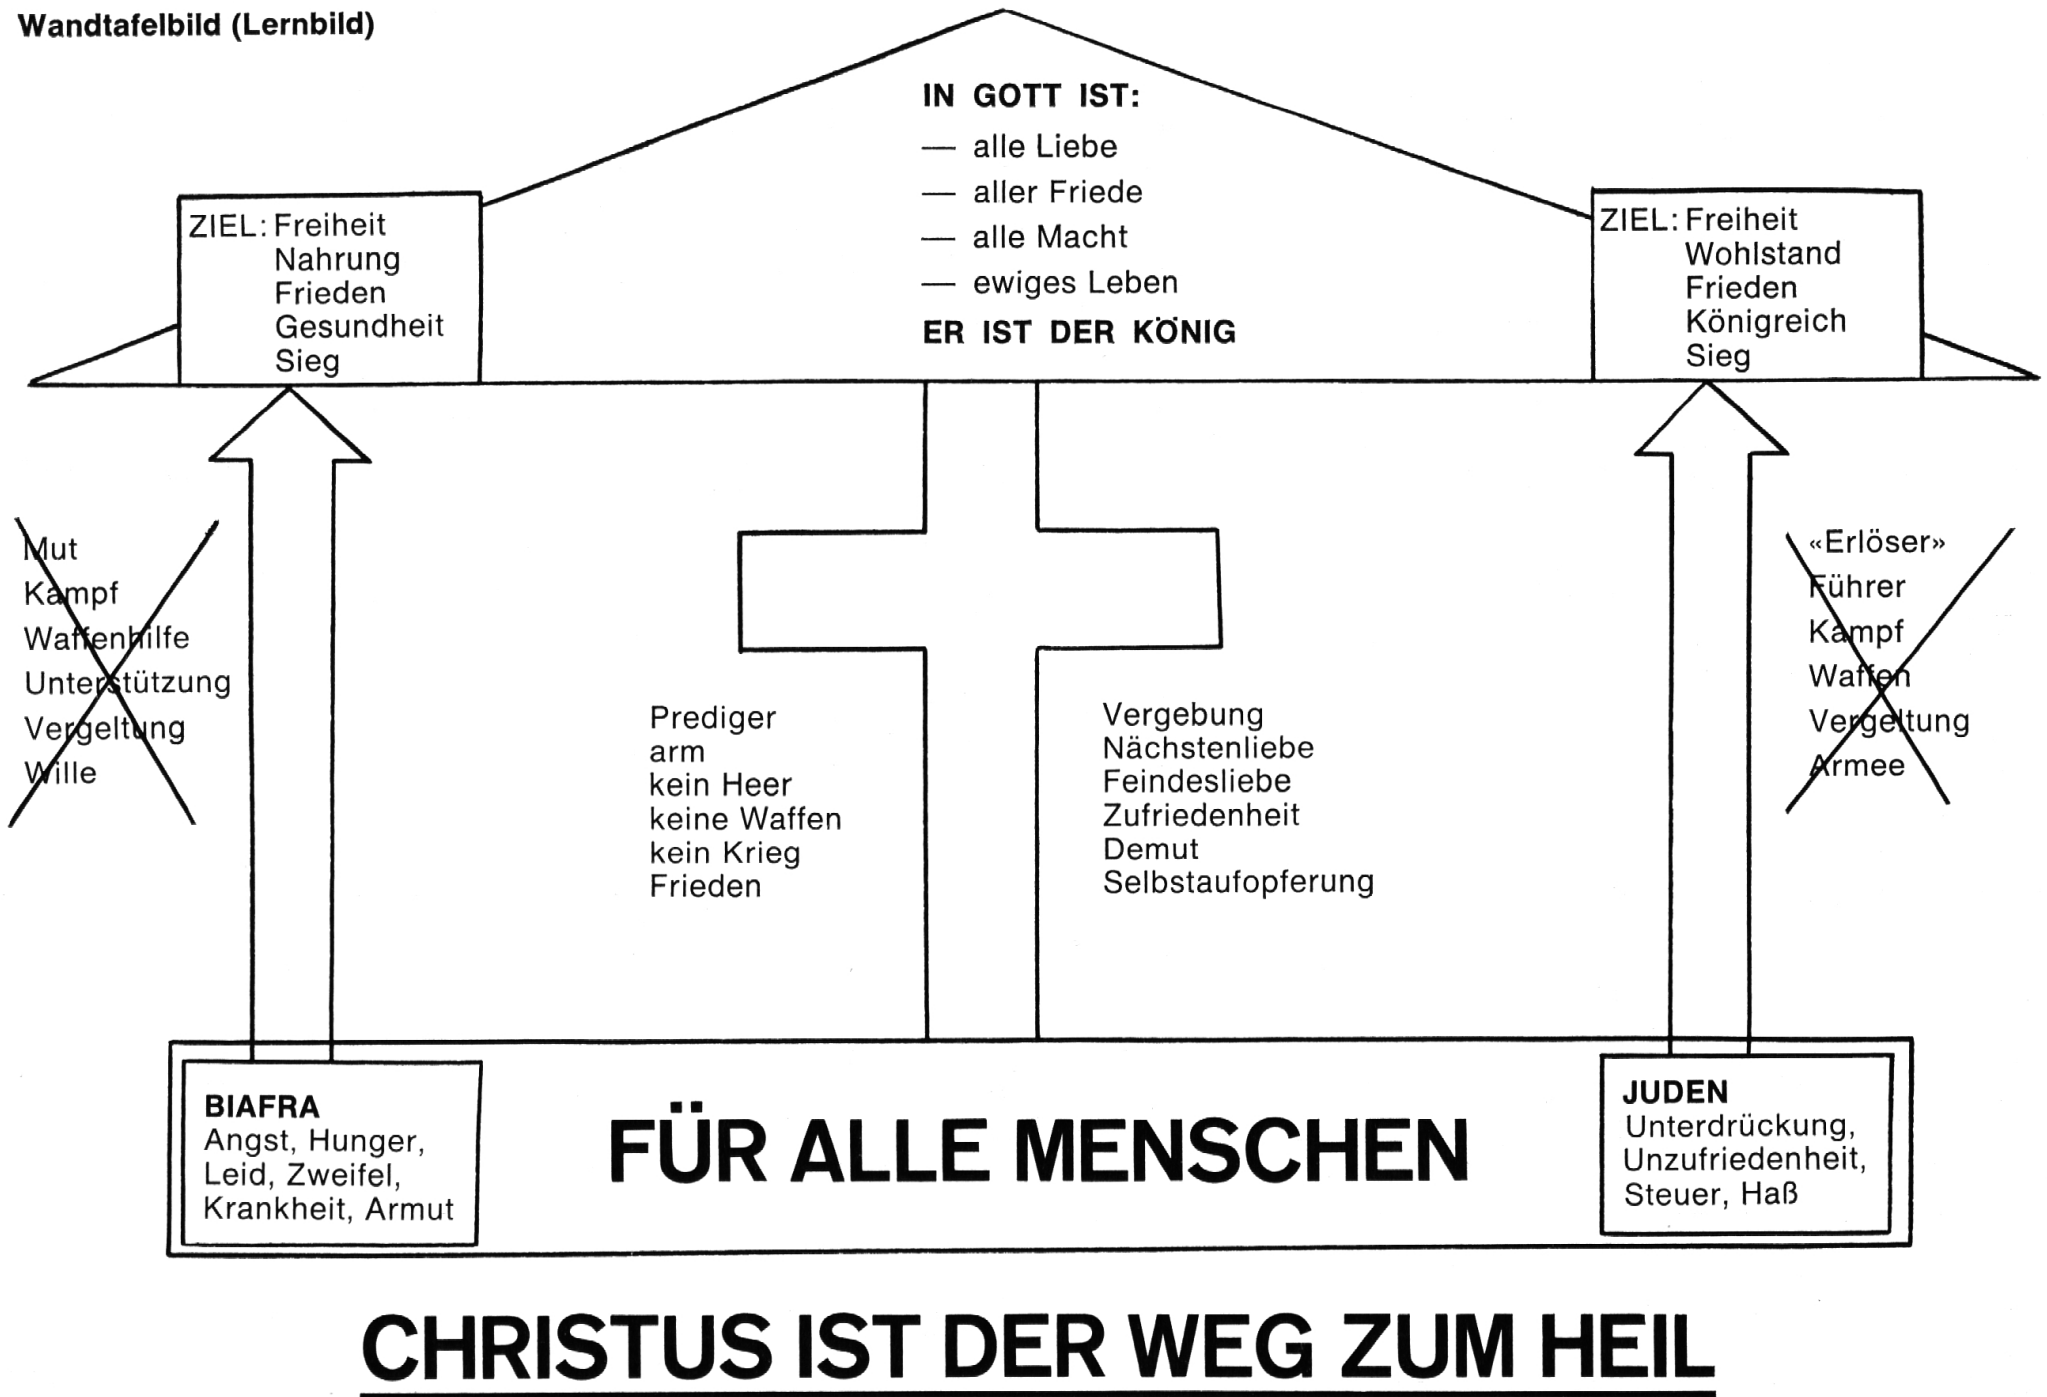 Wandtafelbild (Lernbild)
IN GOTT IST:
— alle Liebe
— aller Friede
— alle Macht
— ewiges Leben
ER IST DER KÖNIG
ZIEL: Freiheit
Nahrung
Frieden
Gesundheit
Sieg
ZIEL: Freiheit
Wohlstand
Frieden
Königreich
Sieg
Mut
Kampf
Waffenhilfe
Unterstützung
Vergeltung
Wille
Prediger
arm
kein Heer
keine Waffen
kein Krieg
Frieden
Vergebung
Nächstenliebe
Feindesliebe
Zufriedenheit
Demut
Selbstaufopferung
«Erlöser»
Führer
Kampf
Waffen
Vergeltung
Armee
BIAFRA
Angst, Hunger,
Leid, Zweifel,
Krankheit, Armut
FÜR ALLE MENSCHEN
JUDEN
Unterdrückung,
Unzufriedenheit,
Steuer, Haß
CHRISTUS IST DER WEG ZUM HEIL